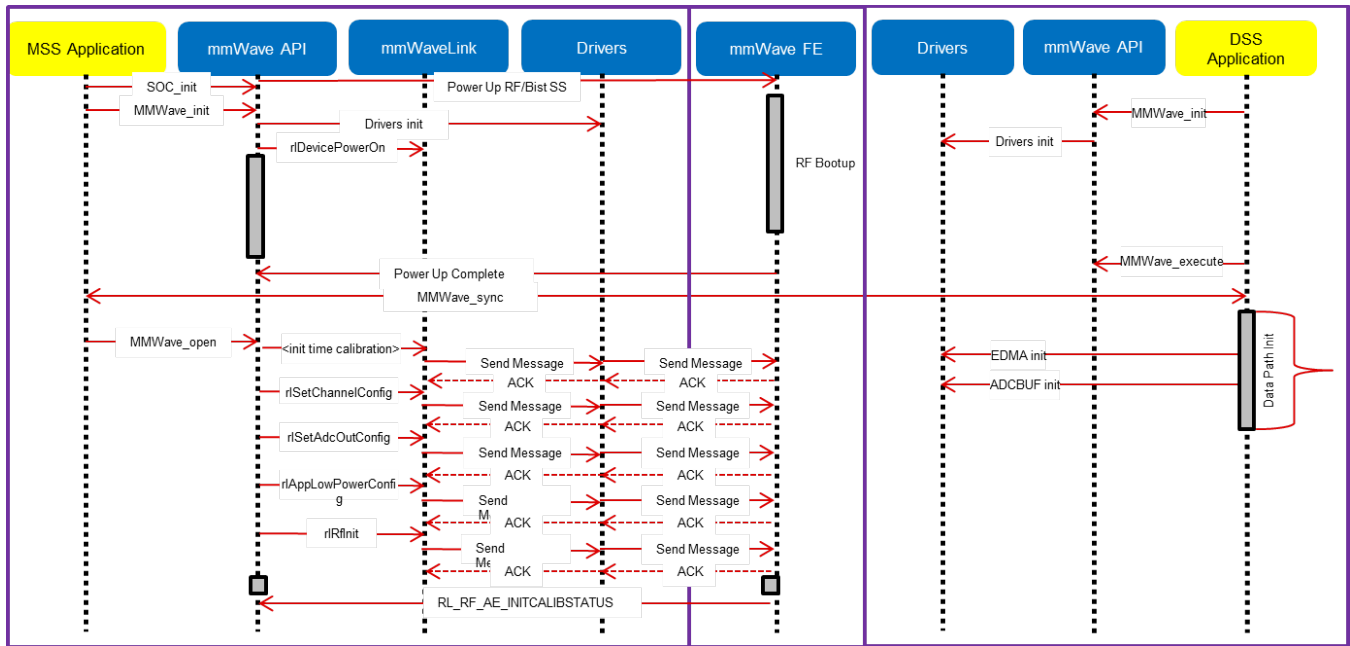 MSS Application
mmWave API
mmWaveLink
Drivers
mmWave FE
Drivers
mmWave API
DSS
Application
SOC_init
Power Up RF/Bist SS
MMWave_init
MMWave_init
Drivers init
Drivers init
rlDevicePowerOn
RF Bootup
MMWave_execute
Power Up Complete
MMWave_sync
MMWave_open
<init time calibration>
Send Message
Send Message
EDMA init
ACK
ACK
ADCBUF init
Data Path Init
rlSetChannelConfig
Send Message
Send Message
ACK
ACK
rlSetAdcOutConfig
Send Message
Send Message
ACK
ACK
rlAppLowPowerConfi
g
Send
Send Message
ACK
ACK
rlRfInit
Send
Send Message
ACK
ACK
RL_RF_AE_INITCALIBSTATUS